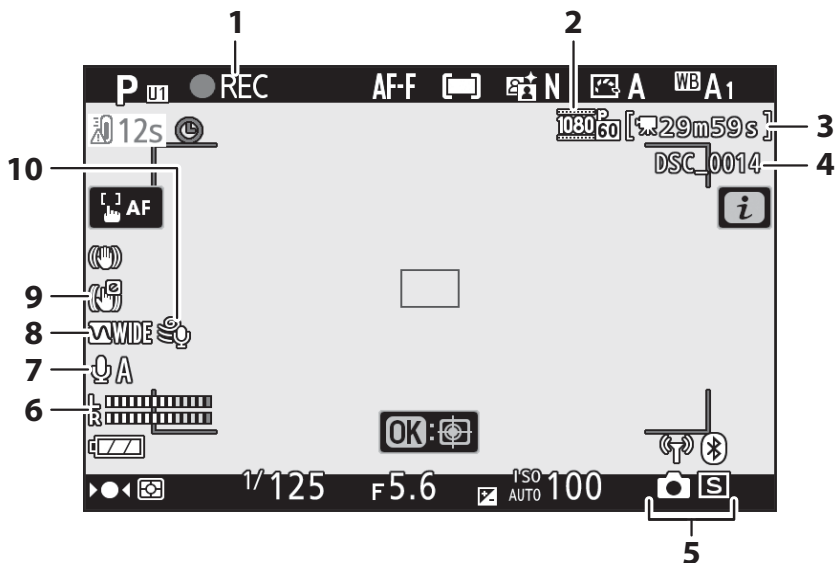 1 2
P U1 REC AF-F N A WB A1
12s 1080 P 60 [29m59s] 3
DSC_0014 4
10
AF i
9
8 WIDE
7 A
6 L
R
OK:
1/125 F5.6 ISO AUTO 100 S
5